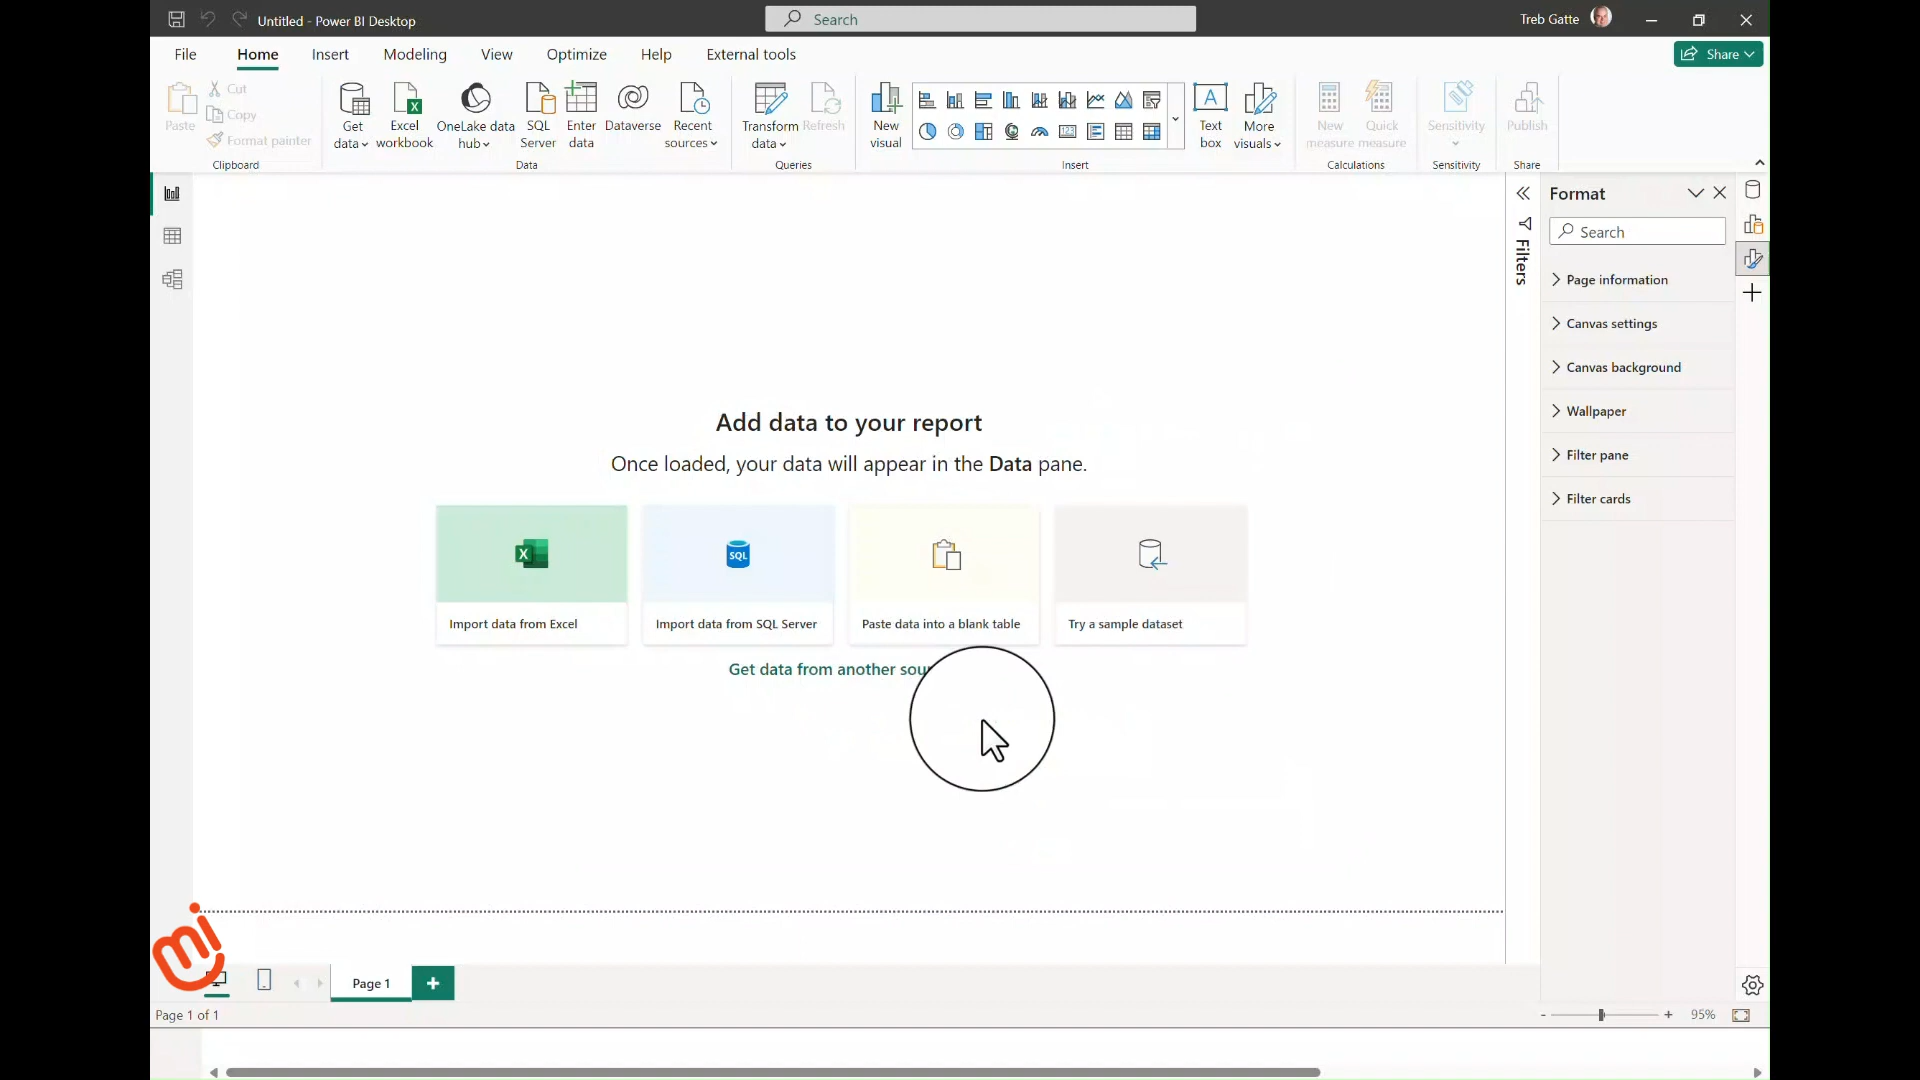 Untitled - Power BI Desktop
Search
Treb Gatte
File Home Insert Modeling View Optimize Help External tools
Share
Paste
Cut
Copy
Format painter
Clipboard
Get data
Excel workbook
OneLake data hub
SQL Server
Enter data
Dataverse
Recent sources
Data
Transform data
Refresh
Queries
New visual
Text box
More visuals
Insert
New measure
Quick measure
Calculations
Sensitivity
Sensitivity
Publish
Share
Filters
Format
Search
Page information
Canvas settings
Canvas background
Wallpaper
Filter pane
Filter cards
Add data to your report
Once loaded, your data will appear in the Data pane.
X
SQL
Import data from Excel
Import data from SQL Server
Paste data into a blank table
Try a sample dataset
Get data from another sour
mi
Page 1
Page 1 of 1
95%